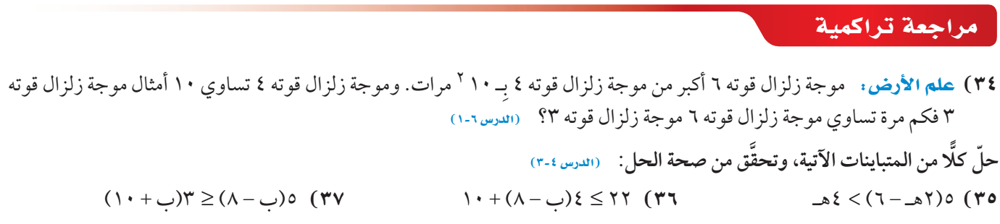 مراجعة تراكمية
٣٤) علم الأرض: موجة زلزال قوته ٦ أكبر من موجة زلزال قوته ٤ بِـ ١٠ ٢ مرات. وموجة زلزال قوته ٤ تساوي ١٠ أمثال موجة زلزال قوته
٣ فكم مرة تساوي موجة زلزال قوته ٦ موجة زلزال قوته ٣؟ (الدرس ٦-١)
حلّ كلًّا من المتباينات الآتية، وتحقَّق من صحة الحل: (الدرس ٤-٣)
٣٥) ٥(٢هـ – ٦) > ٤هـ ٣٦) ٢٢ ≥ ٤(ب – ٨) + ١٠ ٣٧) ٥(ب – ٨) ≤ ٣(ب + ١٠)